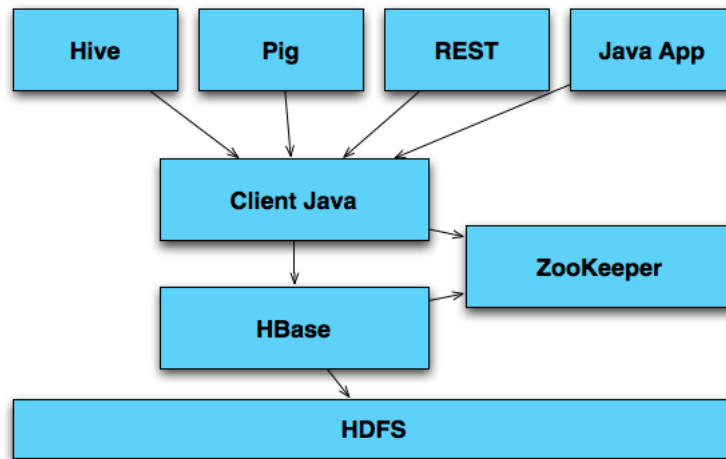 Hive
Pig
REST
Java App
Client Java
ZooKeeper
HBase
HDFS